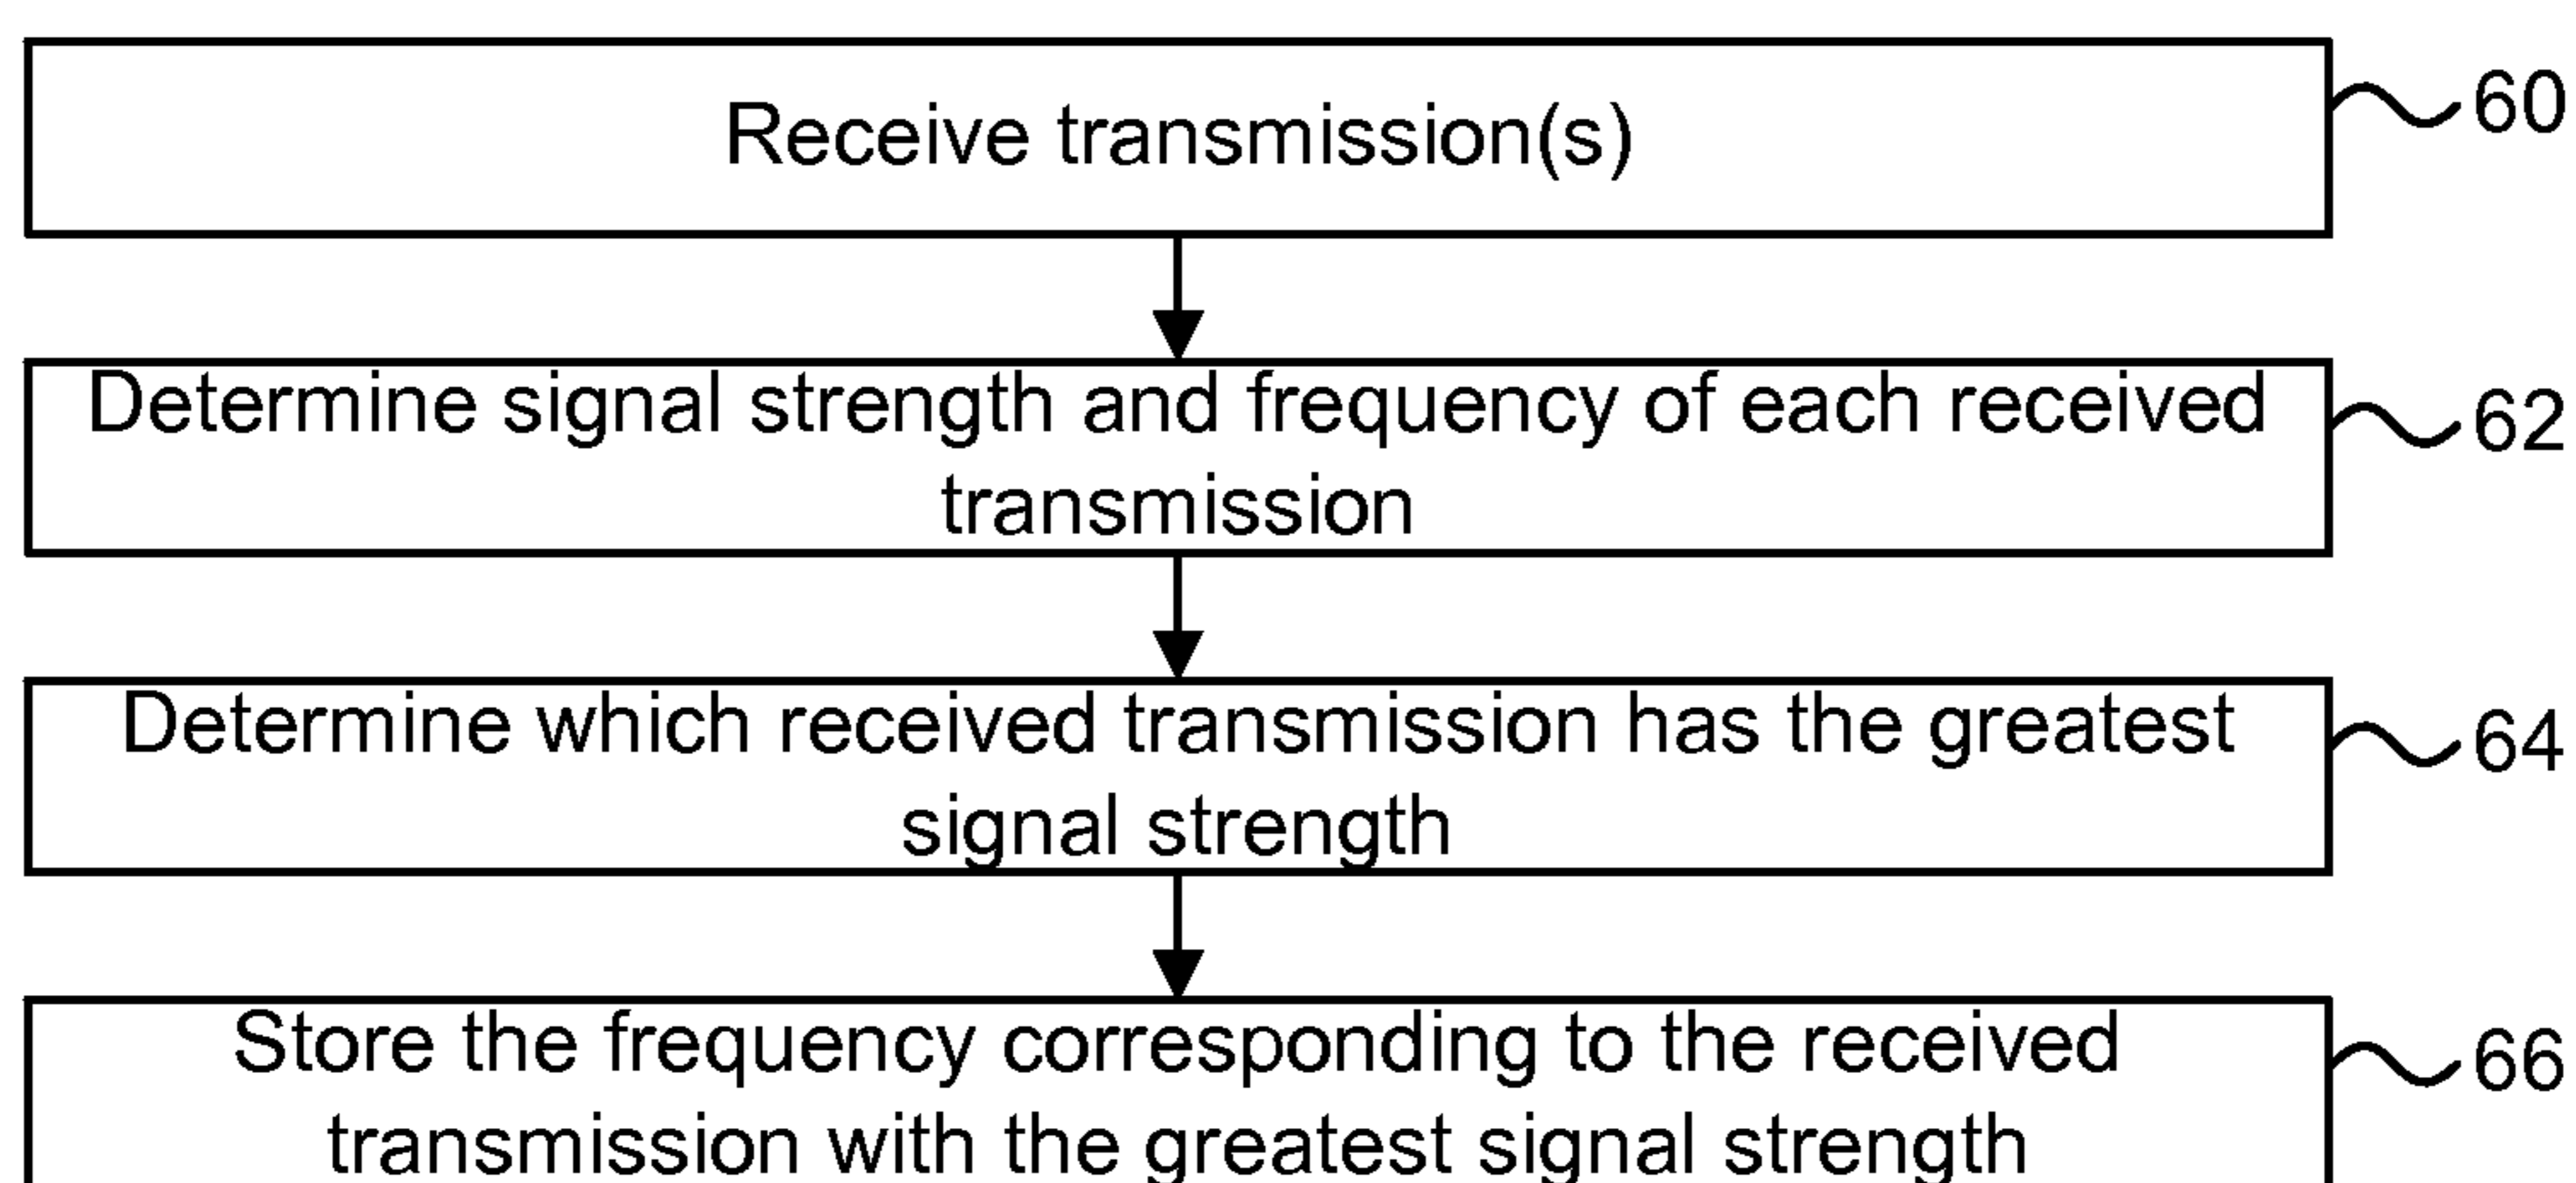 Receive transmission(s)
60
Determine signal strength and frequency of each received
transmission
62
Determine which received transmission has the greatest
signal strength
64
Store the frequency corresponding to the received
transmission with the greatest signal strength
66